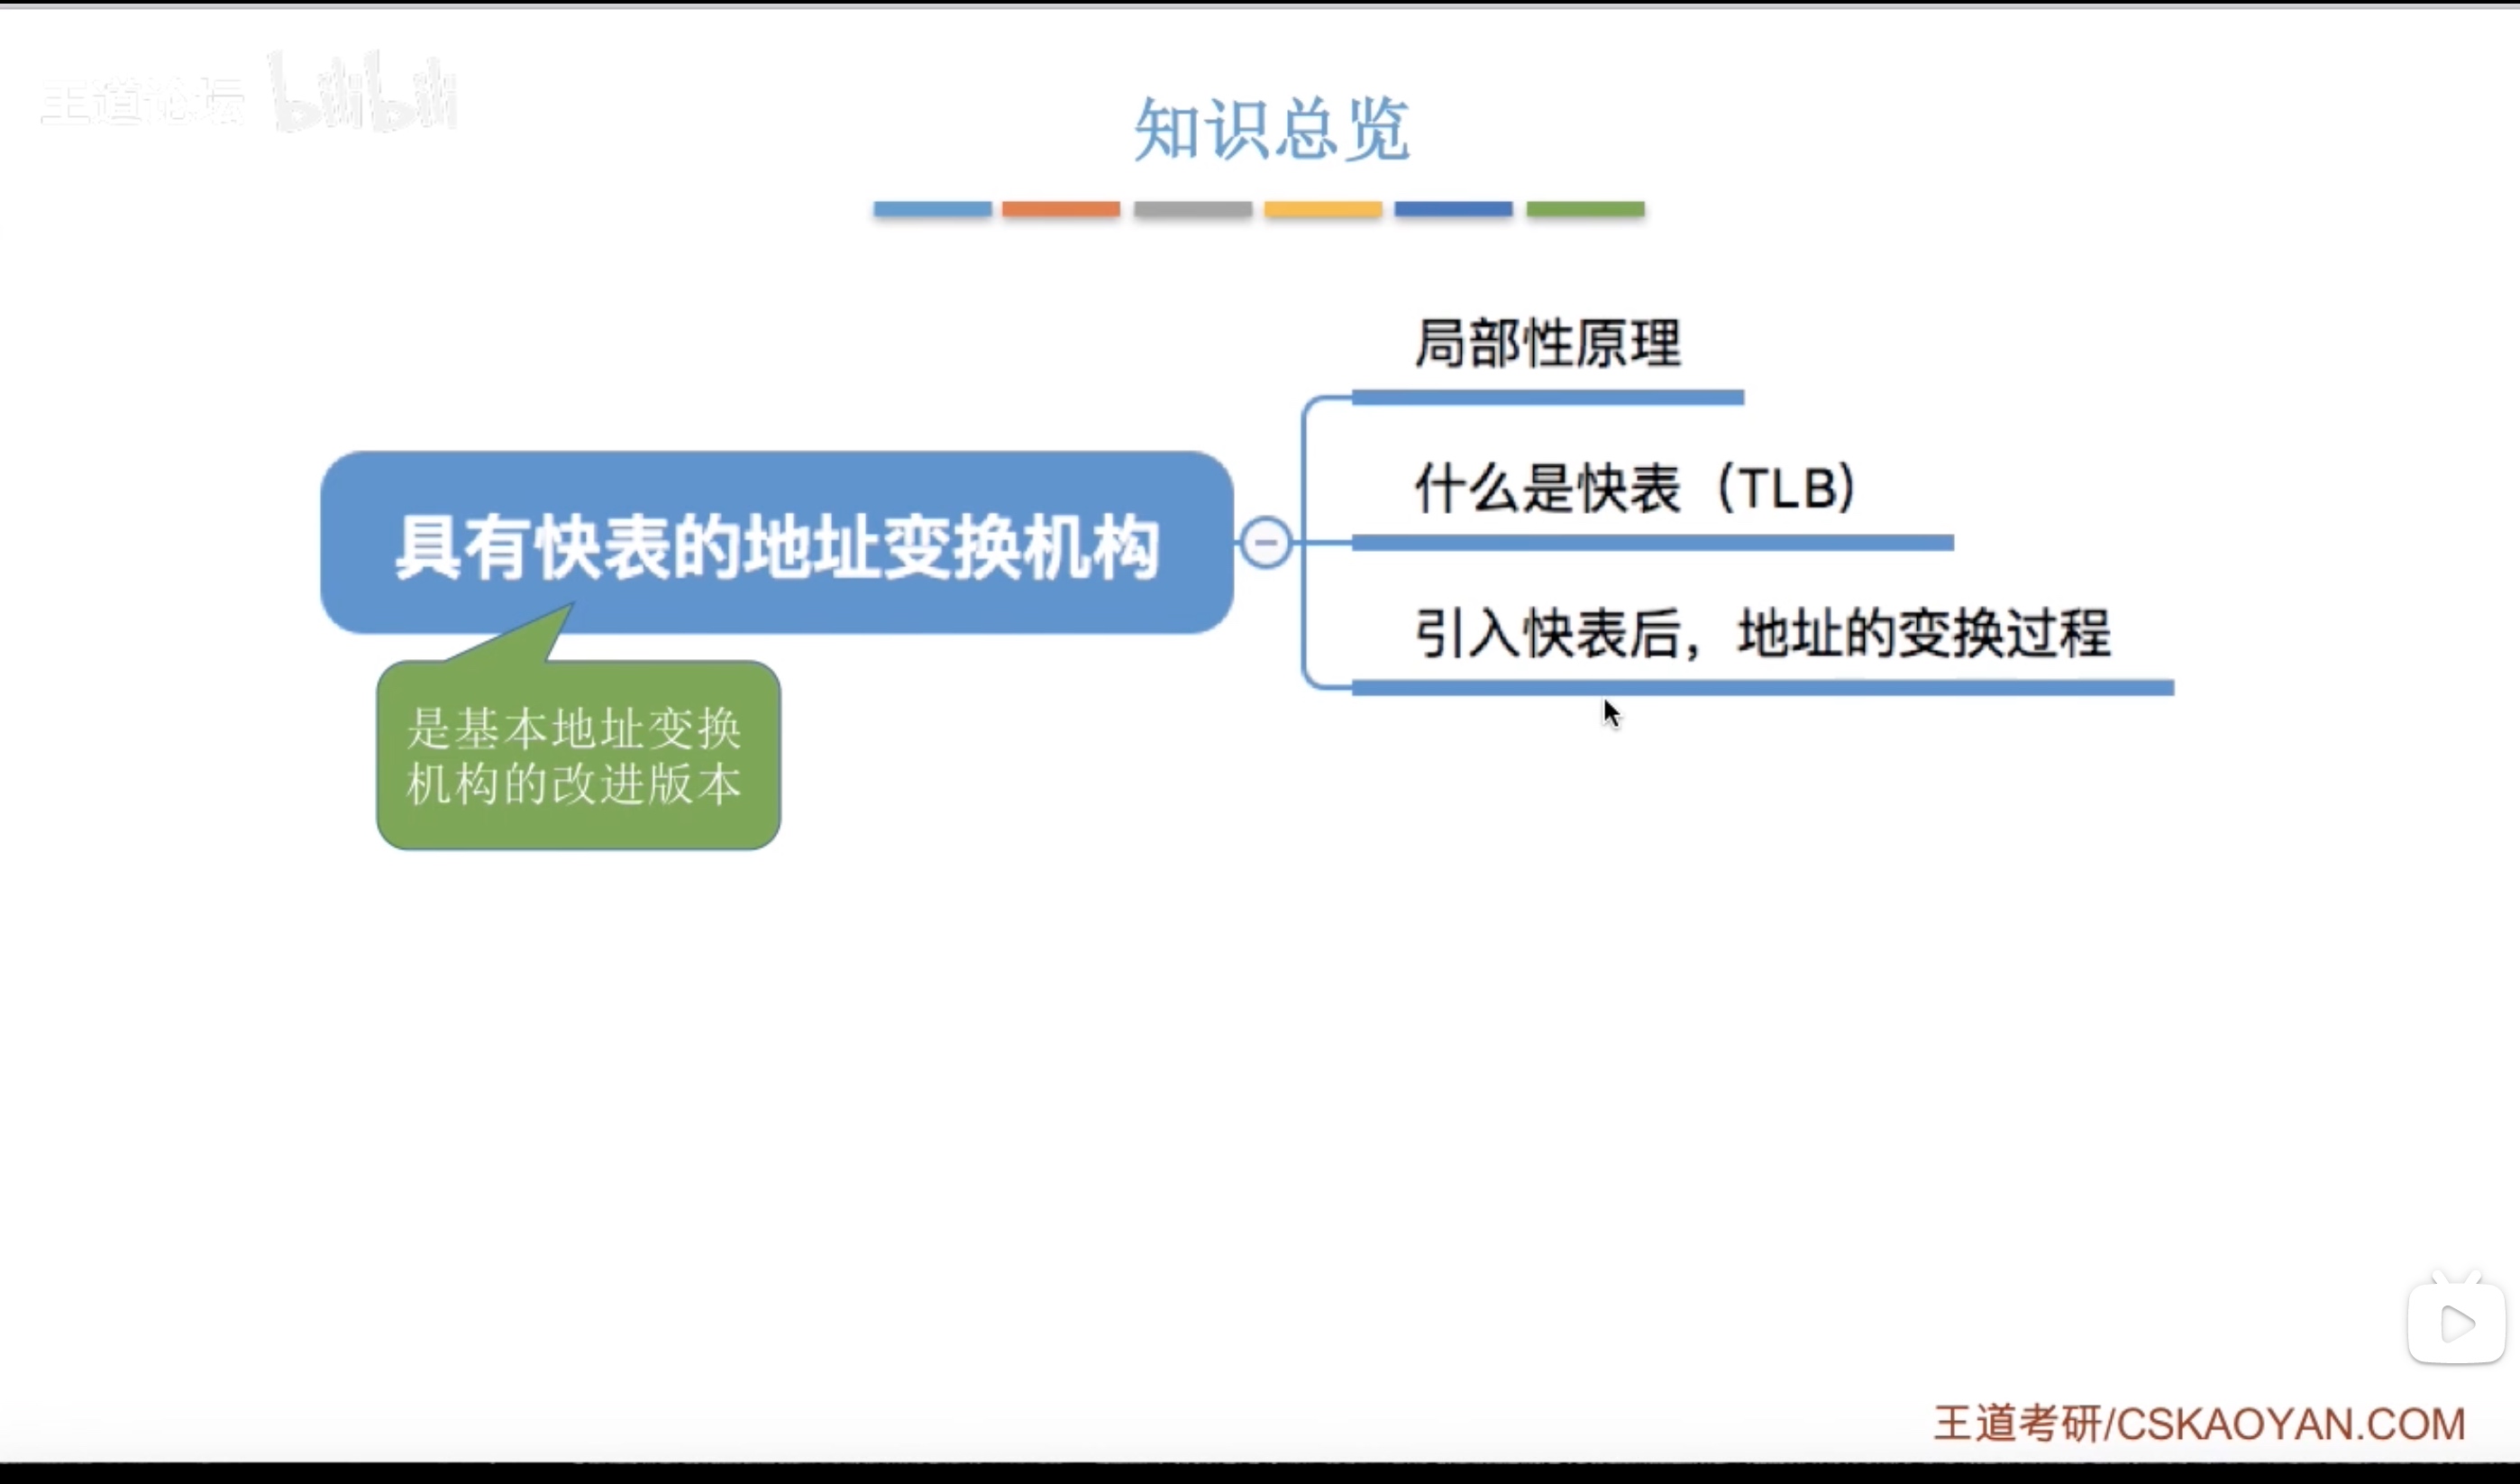 王道论坛 bilibili
知识总览
局部性原理
什么是快表（TLB）
具有快表的地址变换机构
引入快表后，地址的变换过程
是基本地址变换
机构的改进版本
王道考研/CSKAOYAN.COM